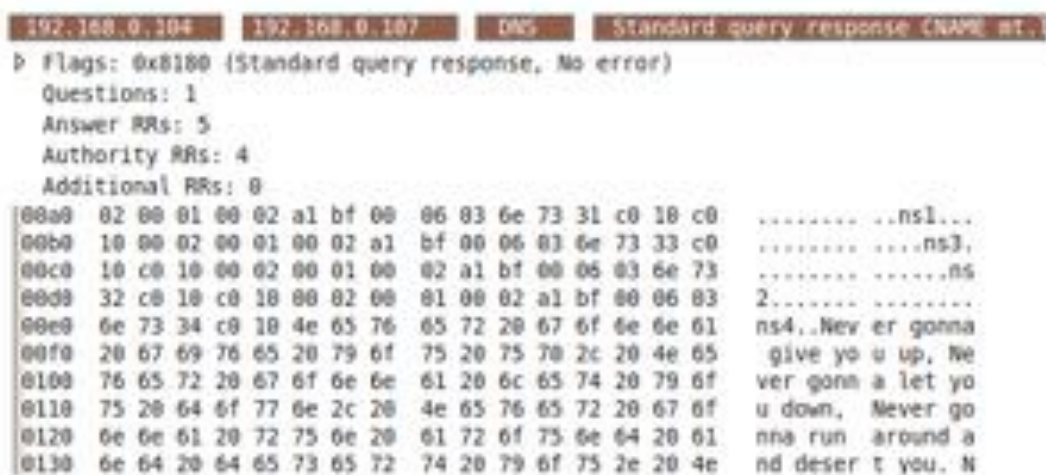 192.168.0.104 192.168.0.107 DNS Standard query response CNAME mt.
Flags: 0x8180 (Standard query response, No error)
Questions: 1
Answer RRs: 5
Authority RRs: 4
Additional RRs: 0
00a0 02 00 01 00 02 a1 bf 00 06 03 6e 73 31 c0 10 c0 ........ ..ns1...
00b0 10 00 02 00 01 00 02 a1 bf 00 06 03 6e 73 33 c0 ........ ....ns3.
00c0 10 c0 10 00 02 00 01 00 02 a1 bf 00 06 03 6e 73 ........ ......ns
00d0 32 c0 10 c0 10 00 02 00 01 00 02 a1 bf 00 06 03 2....... ........
00e0 6e 73 34 c0 10 4e 65 76 65 72 20 67 6f 6e 6e 61 ns4..Nev er gonna
00f0 20 67 69 76 65 20 79 6f 75 20 75 70 2c 20 4e 65 give yo u up, Ne
0100 76 65 72 20 67 6f 6e 6e 61 20 6c 65 74 20 79 6f ver gonn a let yo
0110 75 20 64 6f 77 6e 2c 20 4e 65 76 65 72 20 67 6f u down, Never go
0120 6e 6e 61 20 72 75 6e 20 61 72 6f 75 6e 64 20 61 nna run around a
0130 6e 64 20 64 65 73 65 72 74 20 79 6f 75 2e 20 4e nd deser t you. N